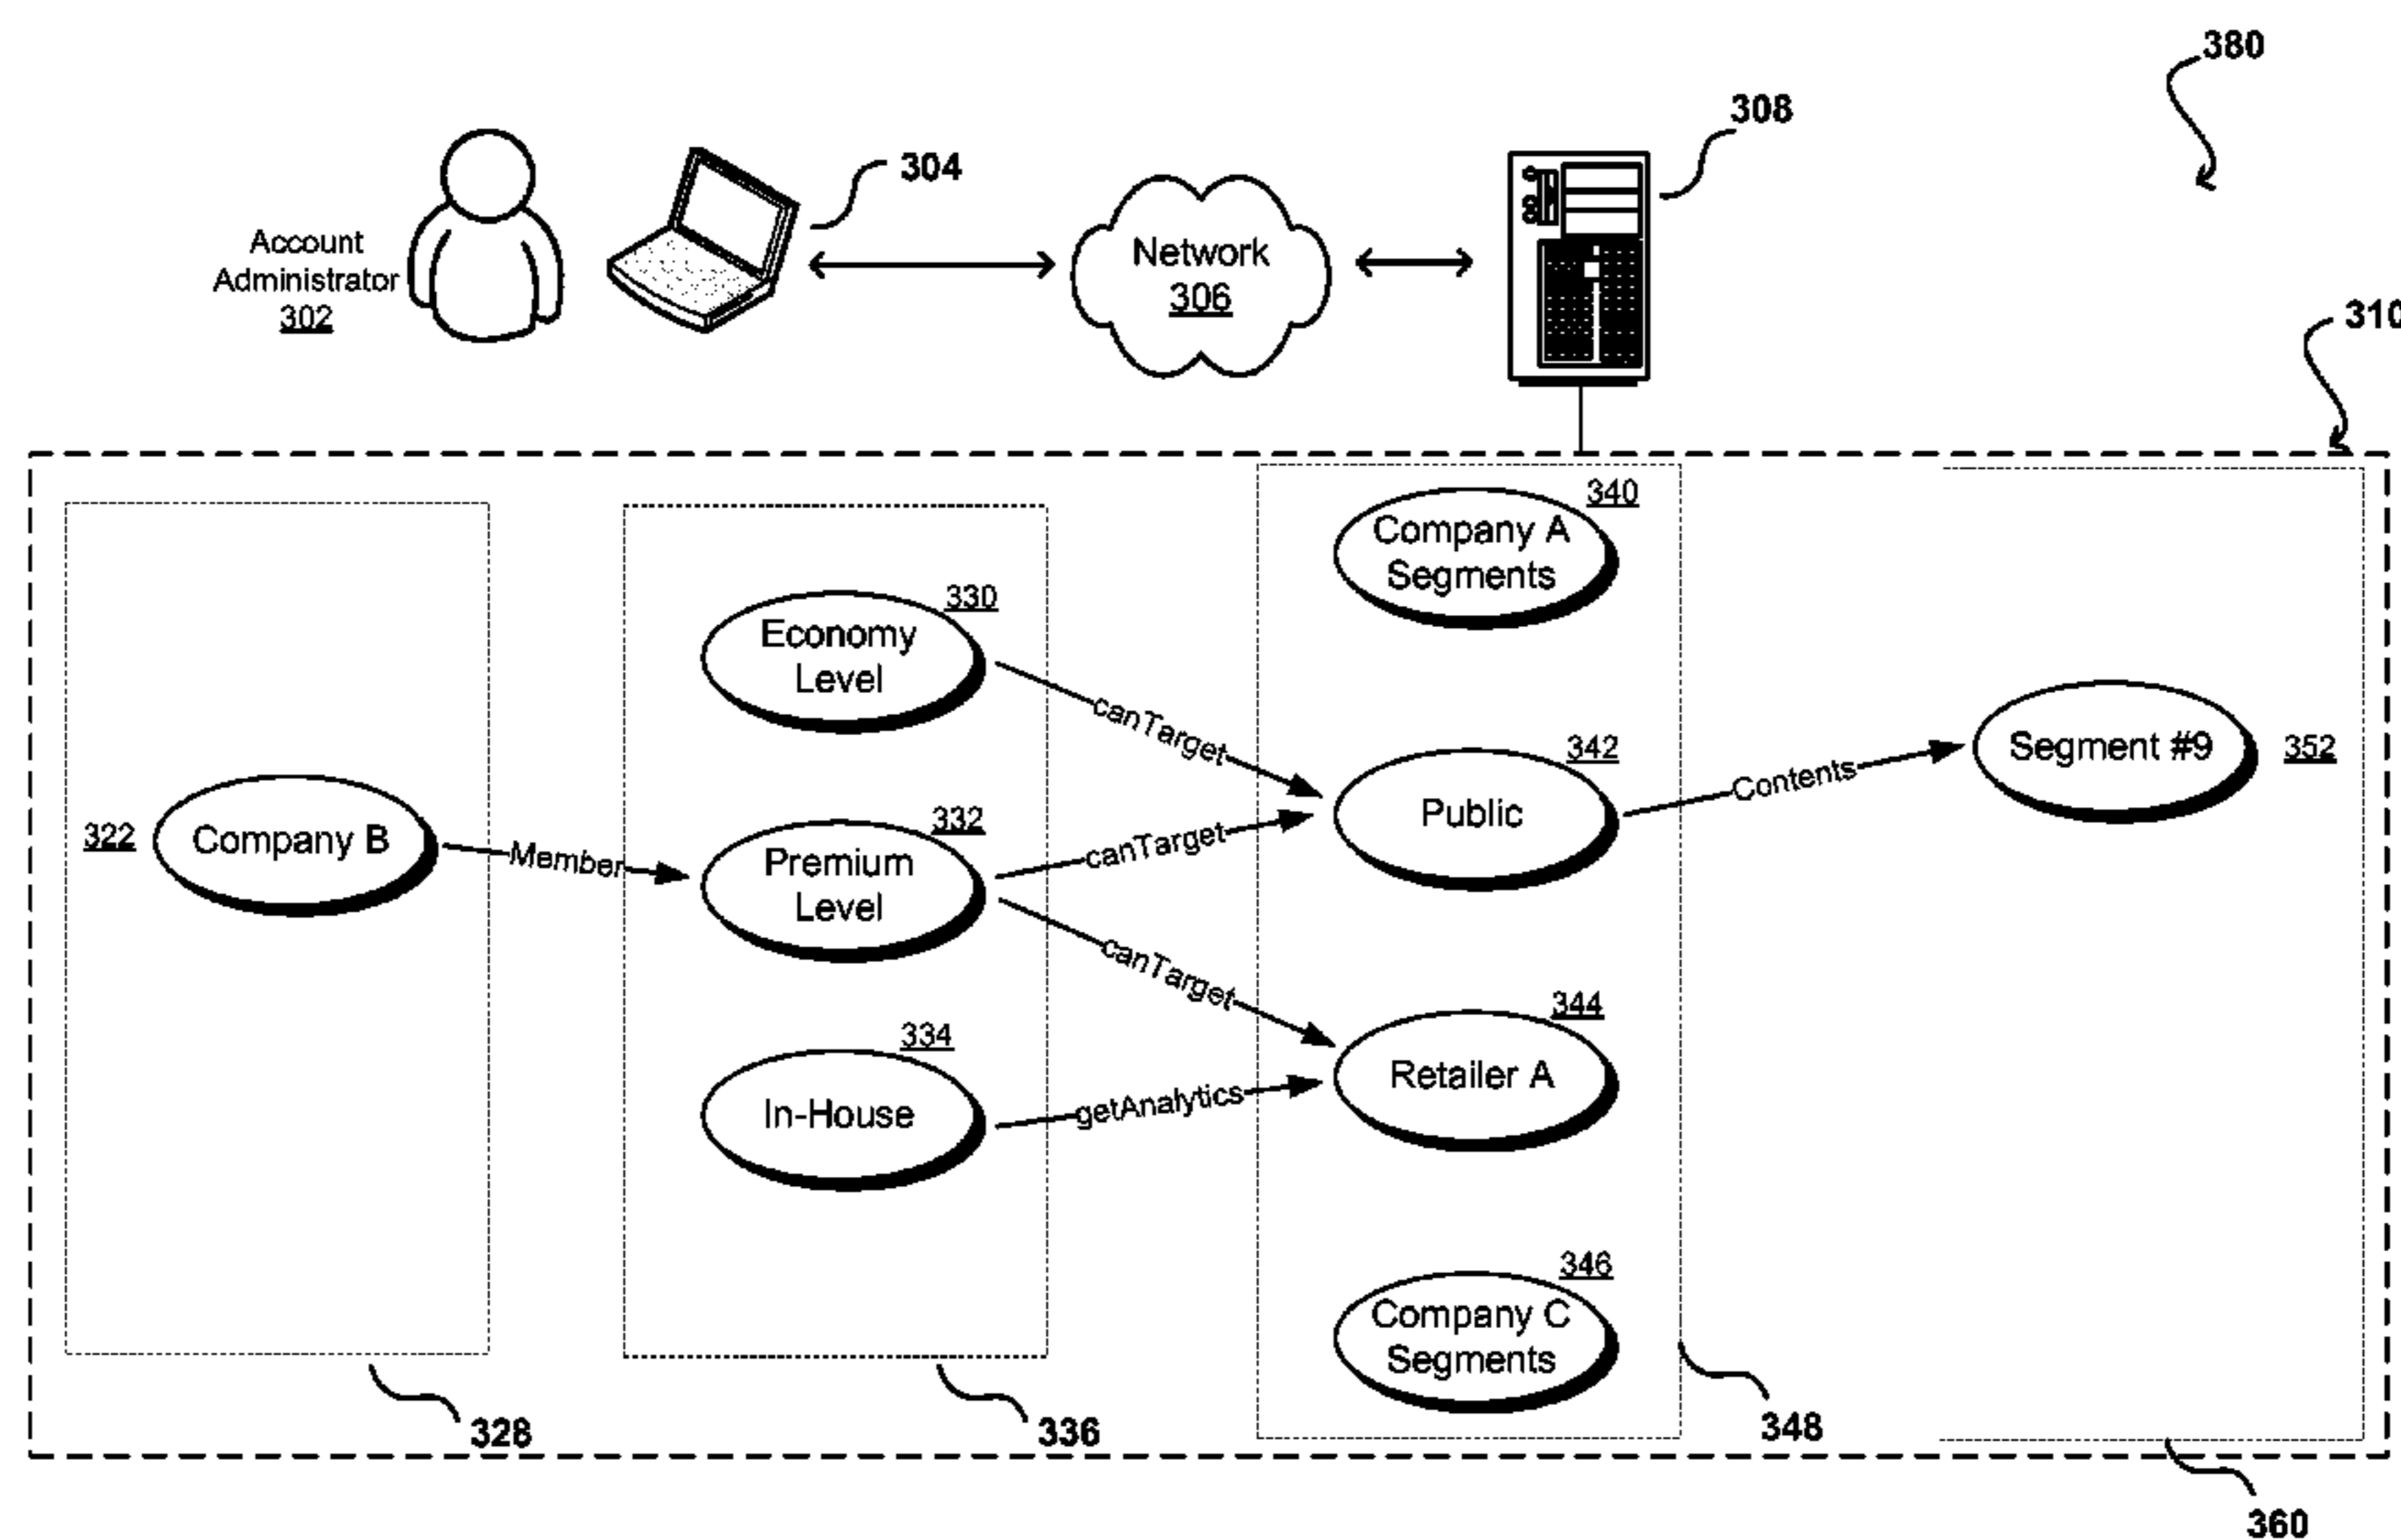 380
308
304
Account
Administrator
302
Network
306
310
340
Company A
Segments
330
Economy
Level
canTarget
342
Public
Contents
Segment #9
352
322
Company B
Member
332
Premium
Level
canTarget
canTarget
344
Retailer A
334
In-House
getAnalytics
346
Company C
Segments
328
336
348
360